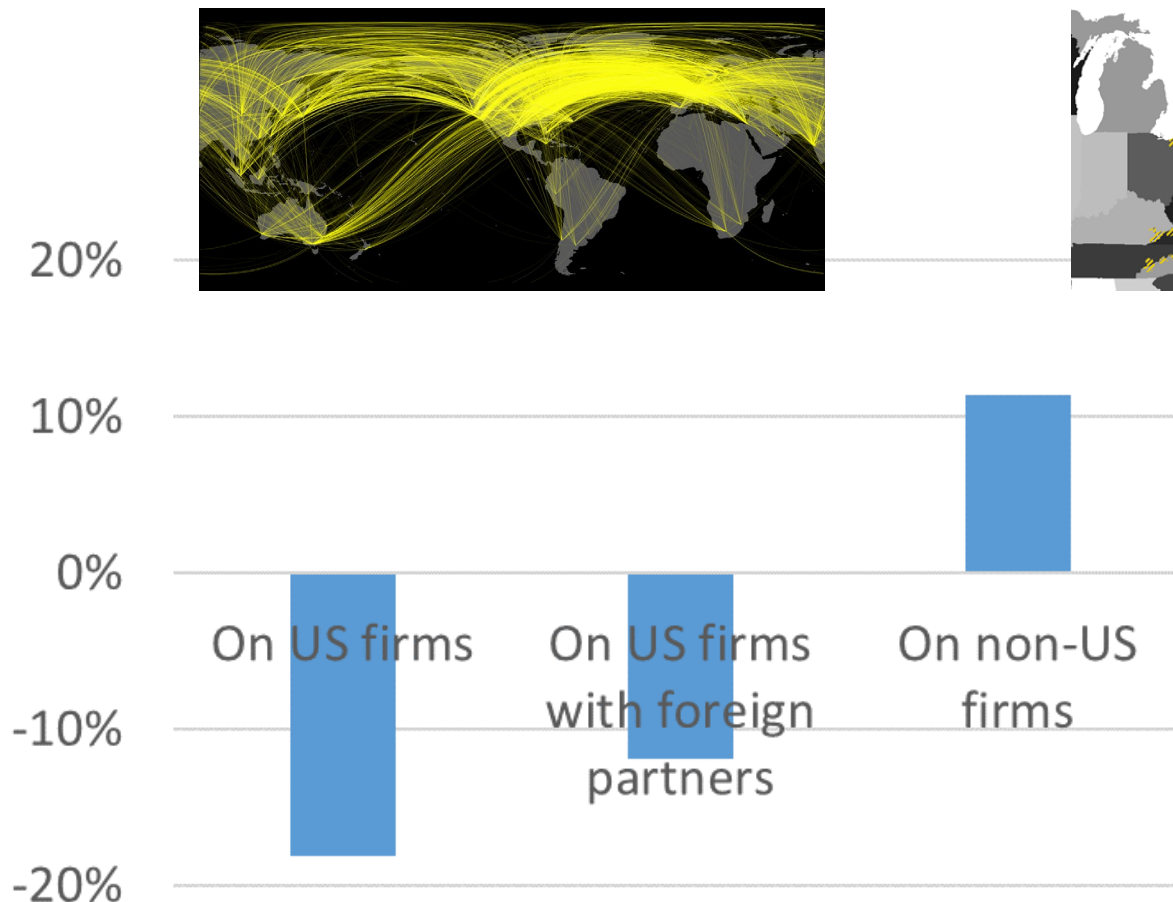 20%
10%
0%
On US firms
On US firms
with foreign
partners
On non-US
firms
-10%
-20%